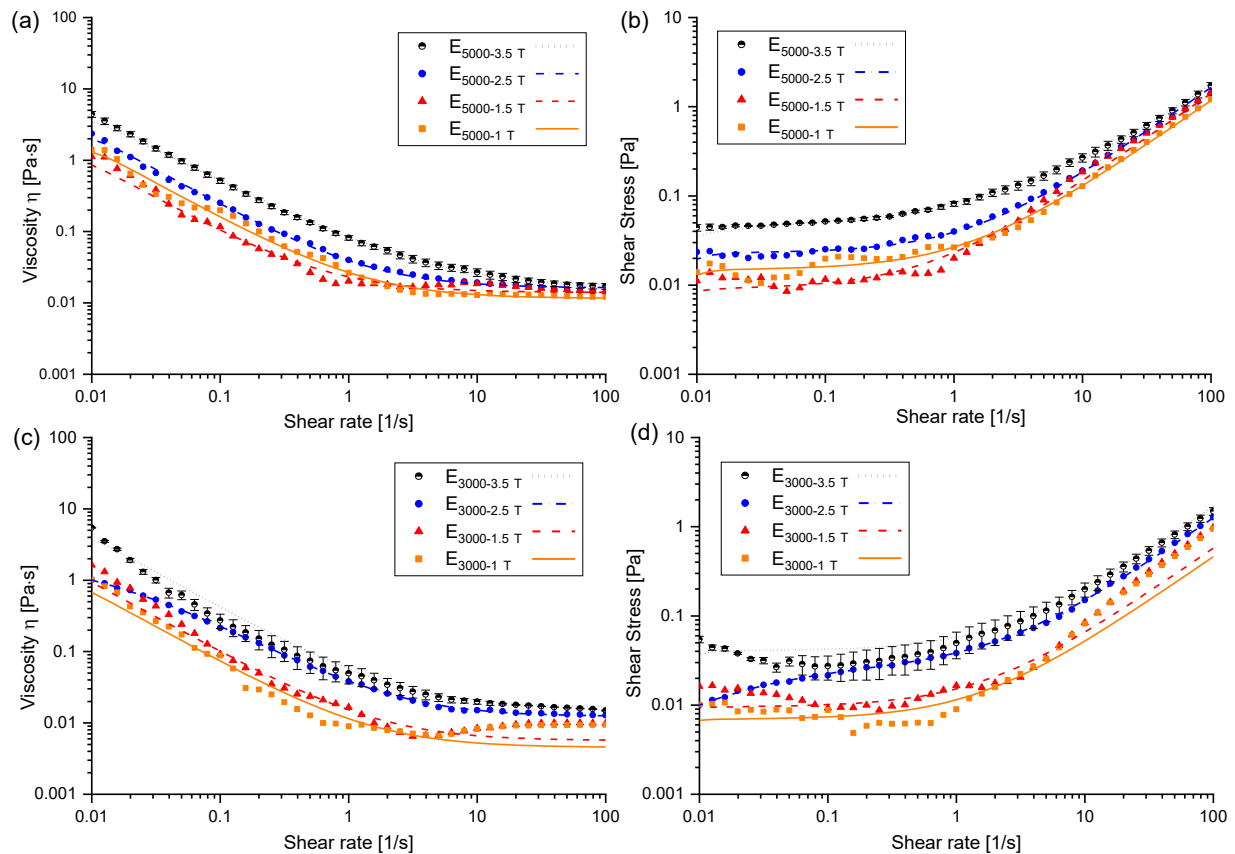 (a)
100
10
1
0.1
0.01
0.001
Viscosity η [Pa·s]
0.01 0.1 1 10 100
Shear rate [1/s]
E5000-3.5 T
E5000-2.5 T
E5000-1.5 T
E5000-1 T
(b)
10
1
0.1
0.01
0.001
Shear Stress [Pa]
0.01 0.1 1 10 100
Shear rate [1/s]
E5000-3.5 T
E5000-2.5 T
E5000-1.5 T
E5000-1 T
(c)
100
10
1
0.1
0.01
0.001
Viscosity η [Pa·s]
0.01 0.1 1 10 100
Shear rate [1/s]
E3000-3.5 T
E3000-2.5 T
E3000-1.5 T
E3000-1 T
(d)
10
1
0.1
0.01
0.001
Shear Stress [Pa]
0.01 0.1 1 10 100
Shear rate [1/s]
E3000-3.5 T
E3000-2.5 T
E3000-1.5 T
E3000-1 T